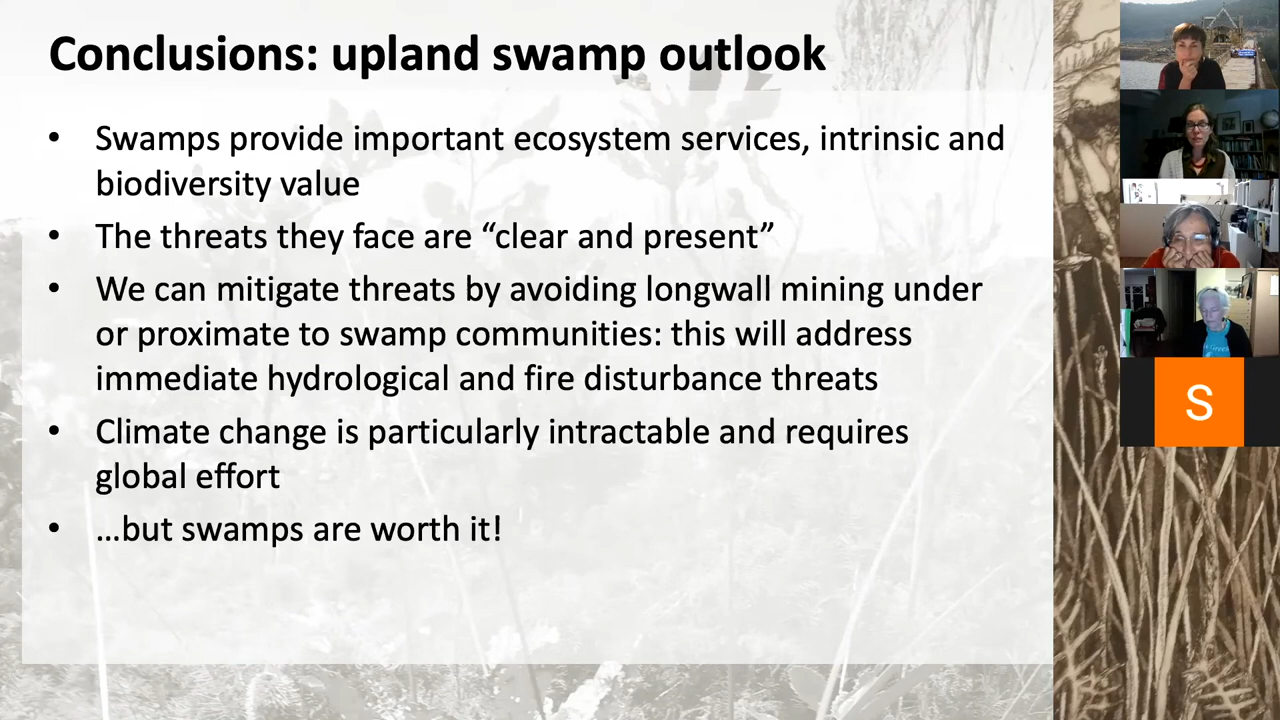 Conclusions: upland swamp outlook
• Swamps provide important ecosystem services, intrinsic and
biodiversity value
• The threats they face are “clear and present”
• We can mitigate threats by avoiding longwall mining under
or proximate to swamp communities: this will address
immediate hydrological and fire disturbance threats
• Climate change is particularly intractable and requires
global effort
• …but swamps are worth it!
S